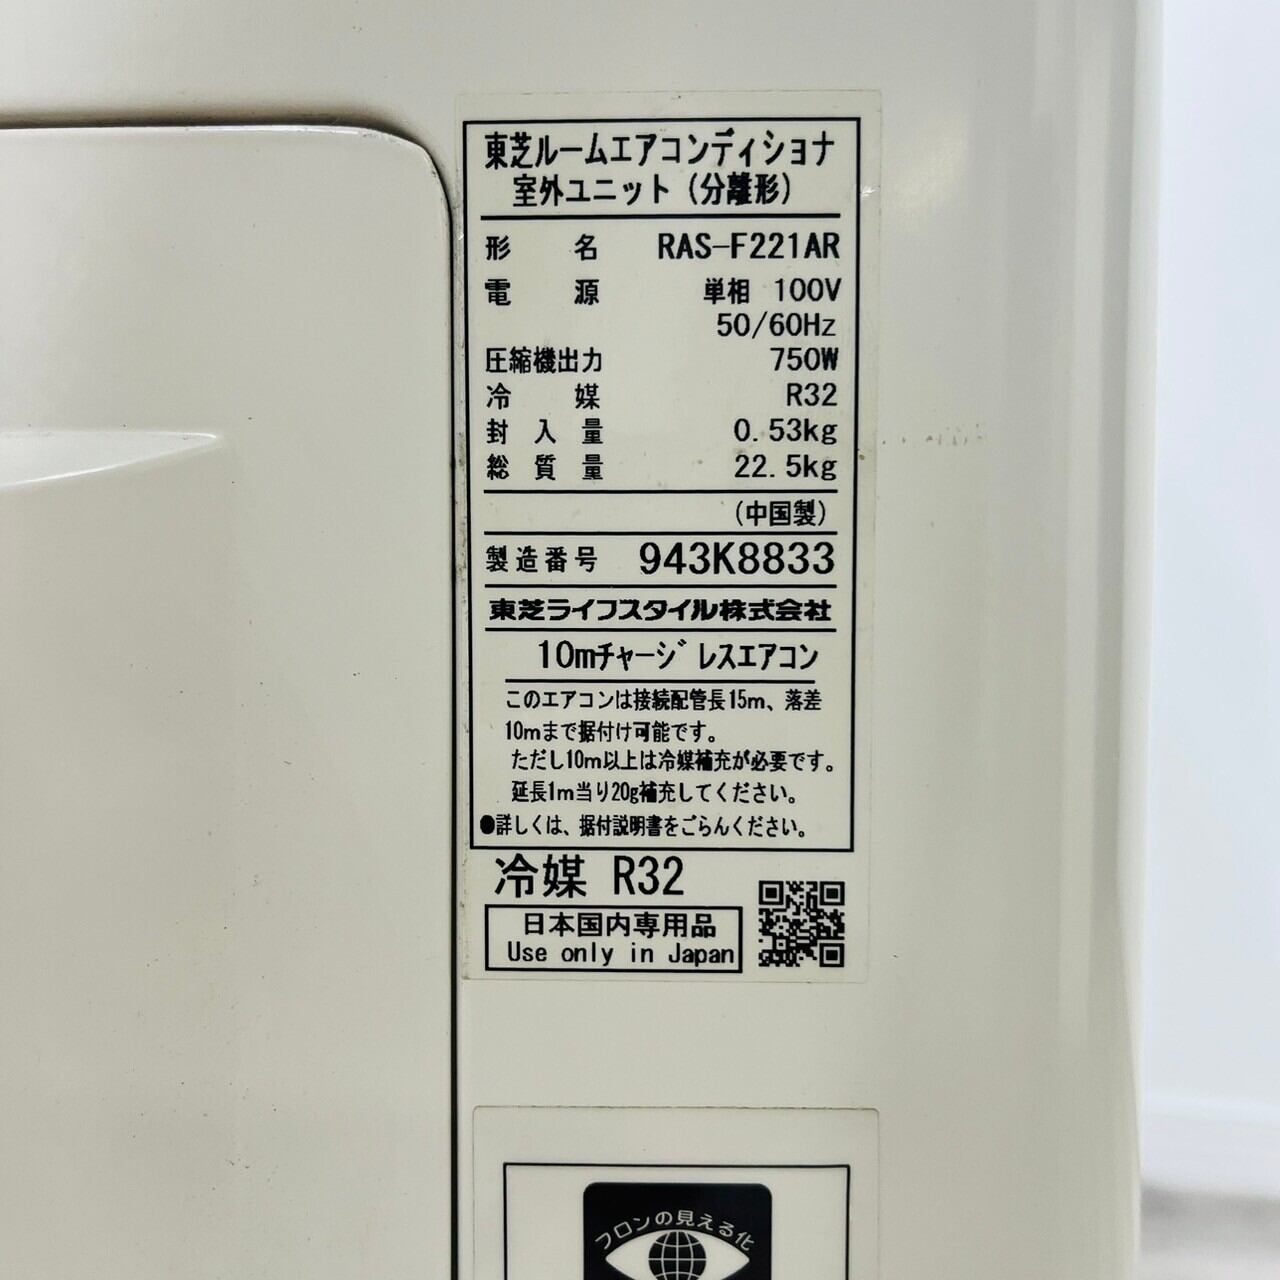 東芝ルームエアコンディショナ
室外ユニット(分離形)
形名 RAS-F221AR
電源 単相 100V
50/60Hz
圧縮機出力 750W
冷媒 R32
封入量 0.53kg
総質量 22.5kg
(中国製)
製造番号 943K8833
東芝ライフスタイル株式会社
10mチャージレスエアコン
このエアコンは接続配管長15m、落差
10mまで据付け可能です。
ただし10m以上は冷媒補充が必要です。
延長1m当り20g補充してください。
●詳しくは、据付説明書をごらんください。
冷媒 R32
日本国内専用品
Use only in Japan
フロンの見える化